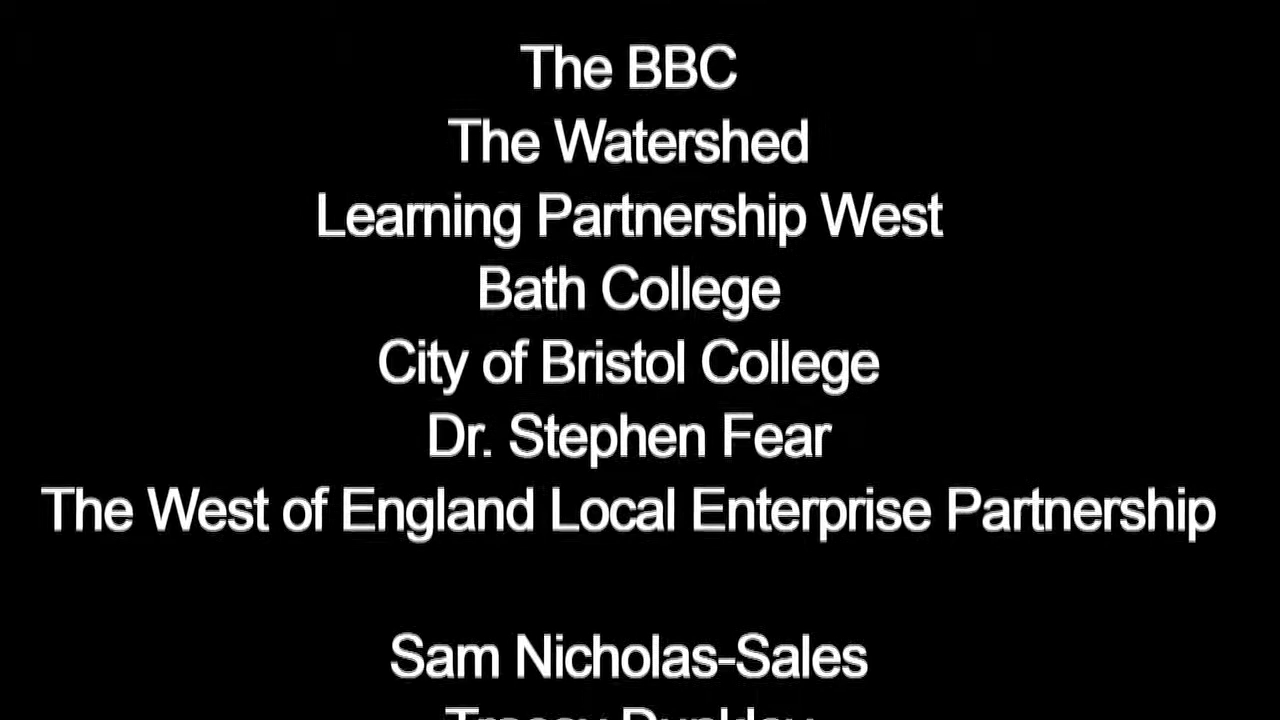 The BBC
The Watershed
Learning Partnership West
Bath College
City of Bristol College
Dr. Stephen Fear
The West of England Local Enterprise Partnership
Sam Nicholas-Sales